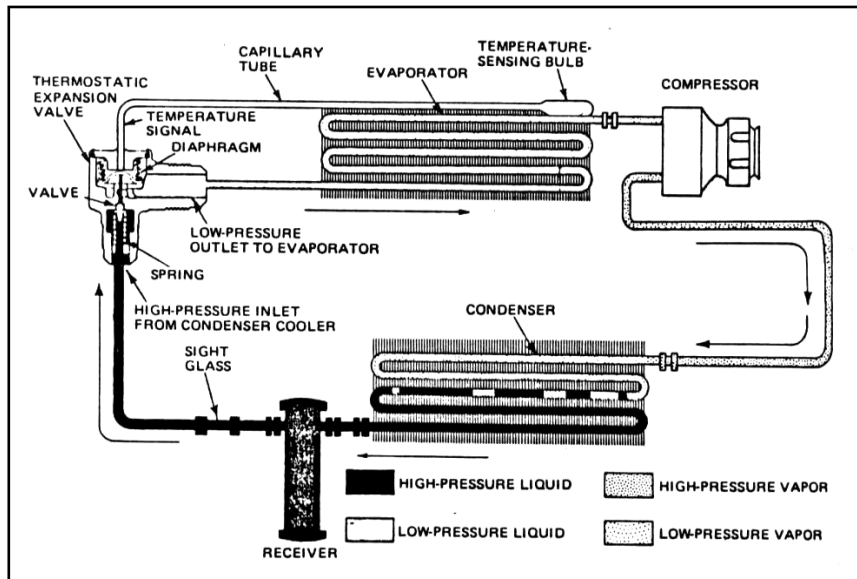 CAPILLARY
TUBE
TEMPERATURE-
SENSING BULB
EVAPORATOR
COMPRESSOR
THERMOSTATIC
EXPANSION
VALVE
TEMPERATURE
SIGNAL
DIAPHRAGM
VALVE
LOW-PRESSURE
OUTLET TO EVAPORATOR
SPRING
HIGH-PRESSURE INLET
FROM CONDENSER COOLER
CONDENSER
SIGHT
GLASS
RECEIVER
HIGH-PRESSURE LIQUID
HIGH-PRESSURE VAPOR
LOW-PRESSURE LIQUID
LOW-PRESSURE VAPOR